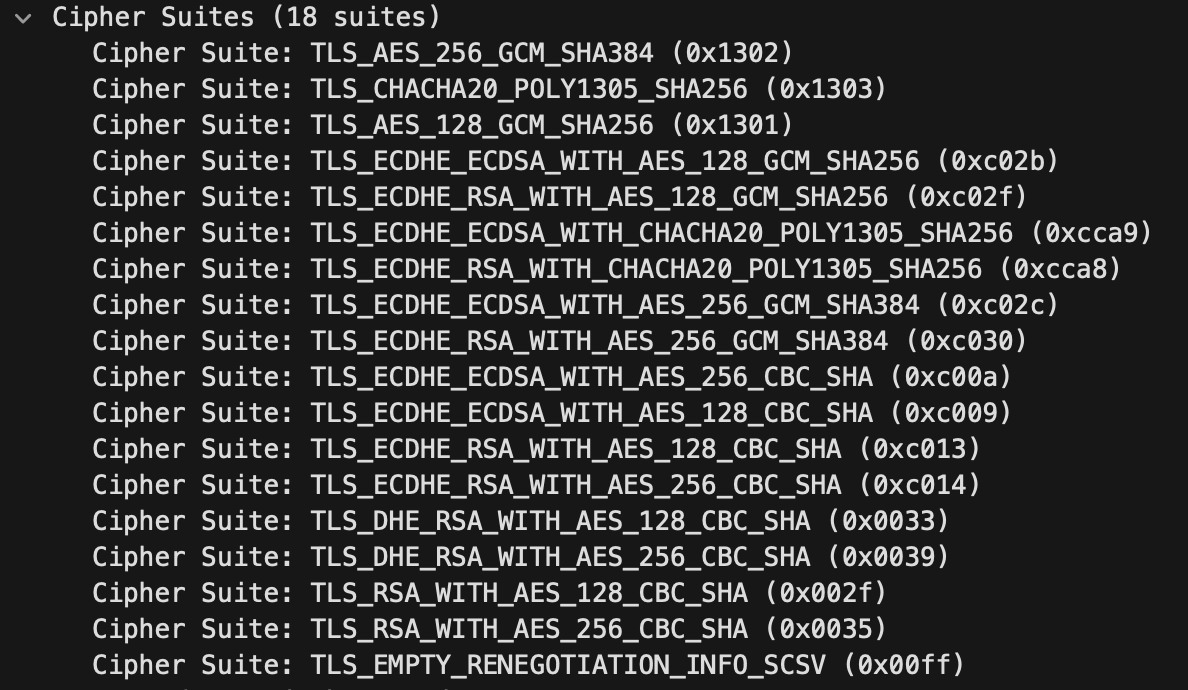 Cipher Suites (18 suites)
Cipher Suite: TLS_AES_256_GCM_SHA384 (0x1302)
Cipher Suite: TLS_CHACHA20_POLY1305_SHA256 (0x1303)
Cipher Suite: TLS_AES_128_GCM_SHA256 (0x1301)
Cipher Suite: TLS_ECDHE_ECDSA_WITH_AES_128_GCM_SHA256 (0xc02b)
Cipher Suite: TLS_ECDHE_RSA_WITH_AES_128_GCM_SHA256 (0xc02f)
Cipher Suite: TLS_ECDHE_ECDSA_WITH_CHACHA20_POLY1305_SHA256 (0xcca9)
Cipher Suite: TLS_ECDHE_RSA_WITH_CHACHA20_POLY1305_SHA256 (0xcca8)
Cipher Suite: TLS_ECDHE_ECDSA_WITH_AES_256_GCM_SHA384 (0xc02c)
Cipher Suite: TLS_ECDHE_RSA_WITH_AES_256_GCM_SHA384 (0xc030)
Cipher Suite: TLS_ECDHE_ECDSA_WITH_AES_256_CBC_SHA (0xc00a)
Cipher Suite: TLS_ECDHE_ECDSA_WITH_AES_128_CBC_SHA (0xc009)
Cipher Suite: TLS_ECDHE_RSA_WITH_AES_128_CBC_SHA (0xc013)
Cipher Suite: TLS_ECDHE_RSA_WITH_AES_256_CBC_SHA (0xc014)
Cipher Suite: TLS_DHE_RSA_WITH_AES_128_CBC_SHA (0x0033)
Cipher Suite: TLS_DHE_RSA_WITH_AES_256_CBC_SHA (0x0039)
Cipher Suite: TLS_RSA_WITH_AES_128_CBC_SHA (0x002f)
Cipher Suite: TLS_RSA_WITH_AES_256_CBC_SHA (0x0035)
Cipher Suite: TLS_EMPTY_RENEGOTIATION_INFO_SCSV (0x00ff)